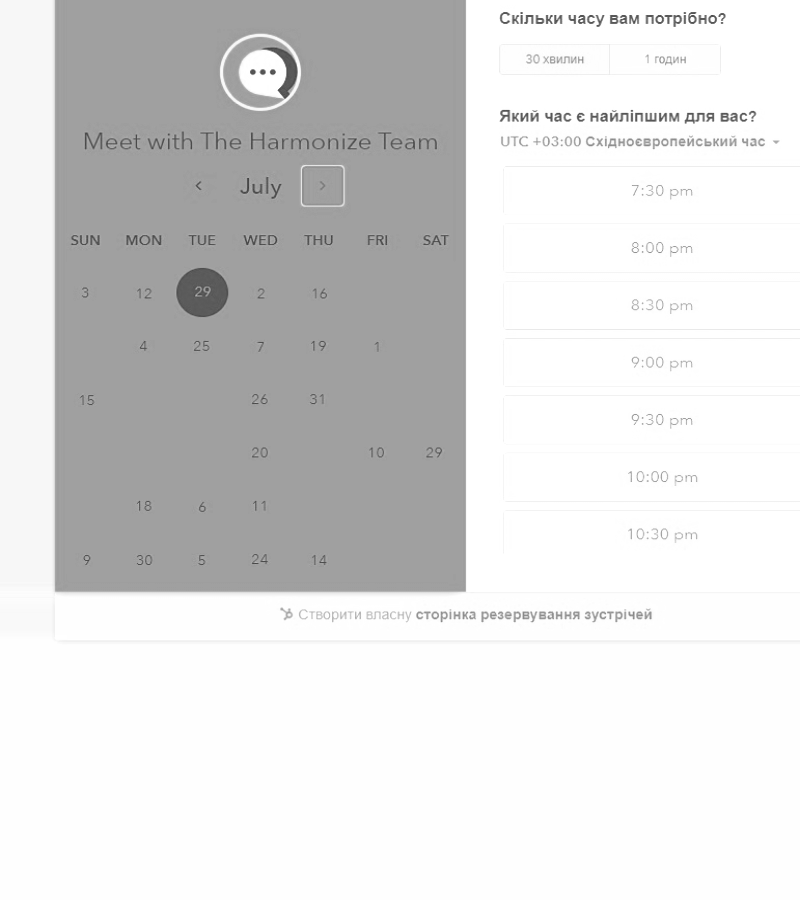 Скільки часу вам потрібно?
30 хвилин 1 годин
Meet with The Harmonize Team
July
SUN MON TUE WED THU FRI SAT
3 12 29 2 16
4 25 7 19 1
15 26 31
20 10 29
18 6 11
9 30 5 24 14
Який час є найліпшим для вас?
UTC +03:00 Східноєвропейський час
7:30 pm
8:00 pm
8:30 pm
9:00 pm
9:30 pm
10:00 pm
10:30 pm
Створити власну сторінка резервування зустрічей